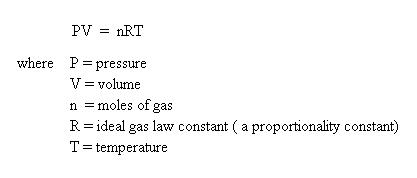 PV = nRT
where P = pressure
V = volume
n = moles of gas
R = ideal gas law constant ( a proportionality constant)
T = temperature